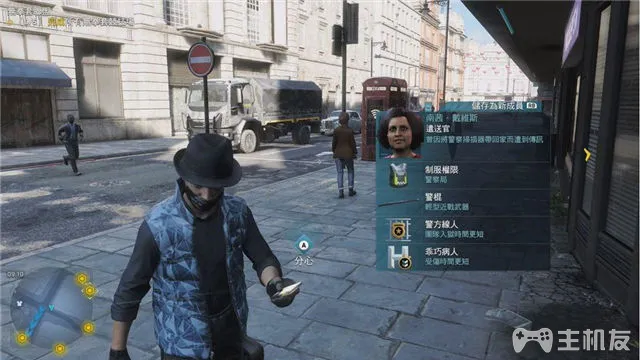 儲存為新成員
南茜・戴維斯
遣送官
曾因將警察掃描器帶回家而遭到傳訊
制服權限
警察局
警棍
輕型近戰武器
警方線人
團隊入獄時間更短
乖巧病人
受傷時間更短
A
分心
09:10
主机友